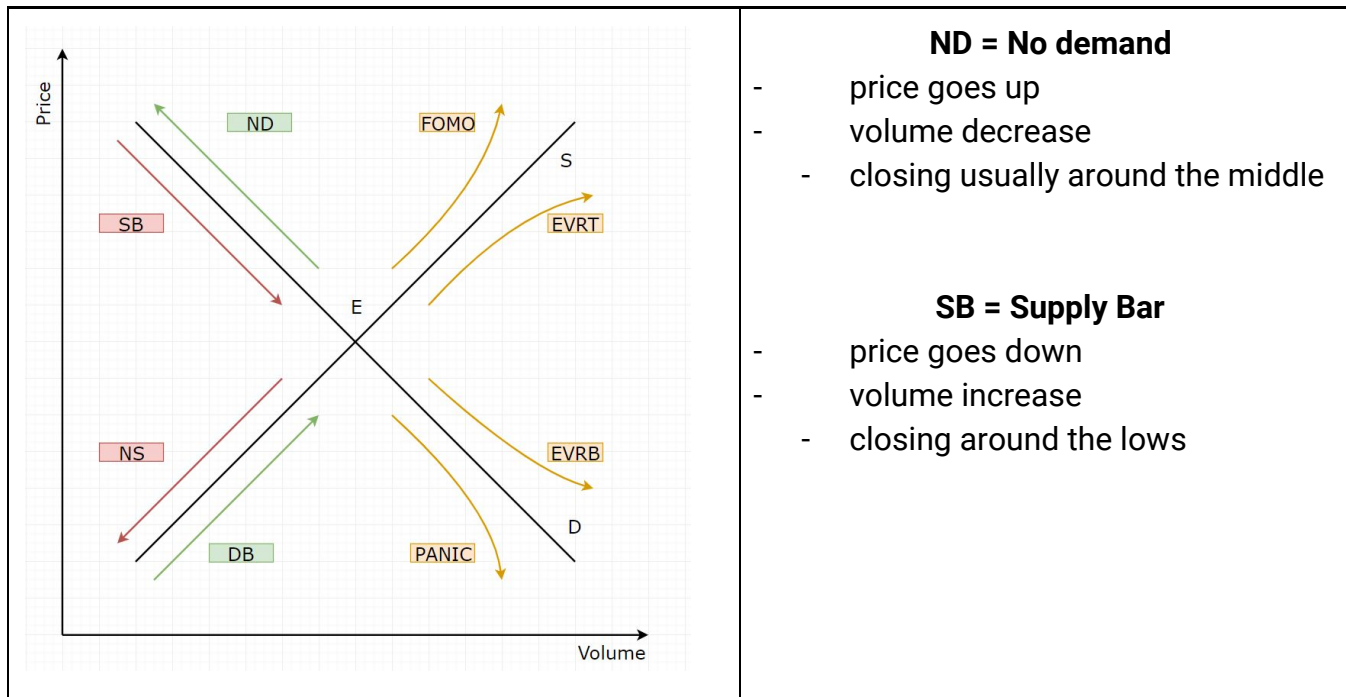 Price
ND
FOMO
S
SB
EVRT
E
NS
EVRB
D
DB
PANIC
Volume
ND = No demand
- price goes up
- volume decrease
- closing usually around the middle
SB = Supply Bar
- price goes down
- volume increase
- closing around the lows